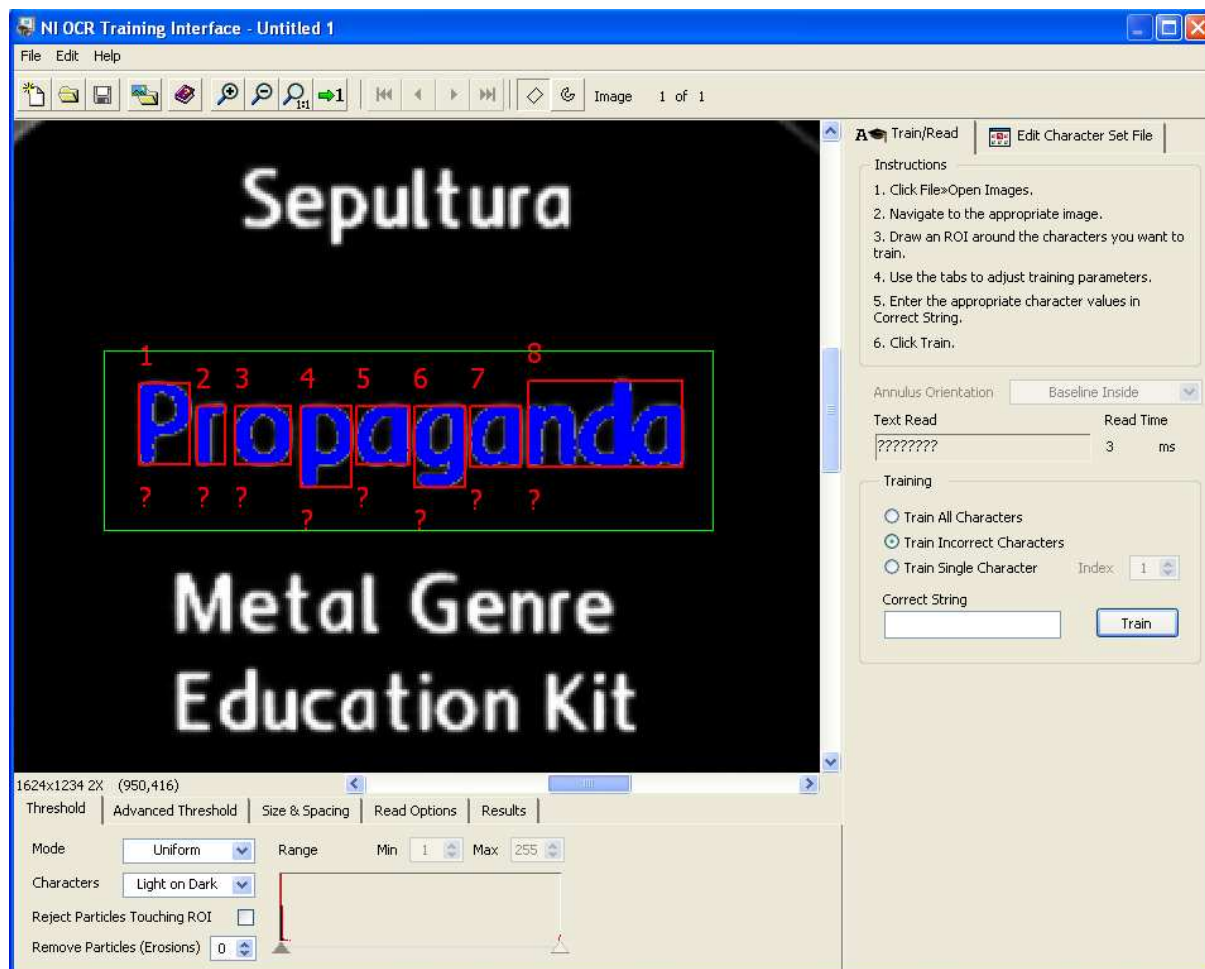 NI OCR Training Interface - Untitled 1
File Edit Help
1:1 1 Image 1 of 1
Sepultura
1 2 3 4 5 6 7 8
Propaganda
? ? ? ? ? ? ? ?
Metal Genre
Education Kit
1624x1234 2X (950,416)
Threshold Advanced Threshold Size & Spacing Read Options Results
Mode Uniform Range Min 1 Max 255
Characters Light on Dark
Reject Particles Touching ROI
Remove Particles (Erosions) 0
A Train/Read Edit Character Set File
Instructions
1. Click File»Open Images.
2. Navigate to the appropriate image.
3. Draw an ROI around the characters you want to
train.
4. Use the tabs to adjust training parameters.
5. Enter the appropriate character values in
Correct String.
6. Click Train.
Annulus Orientation Baseline Inside
Text Read Read Time
???????? 3 ms
Training
Train All Characters
Train Incorrect Characters
Train Single Character Index 1
Correct String
Train